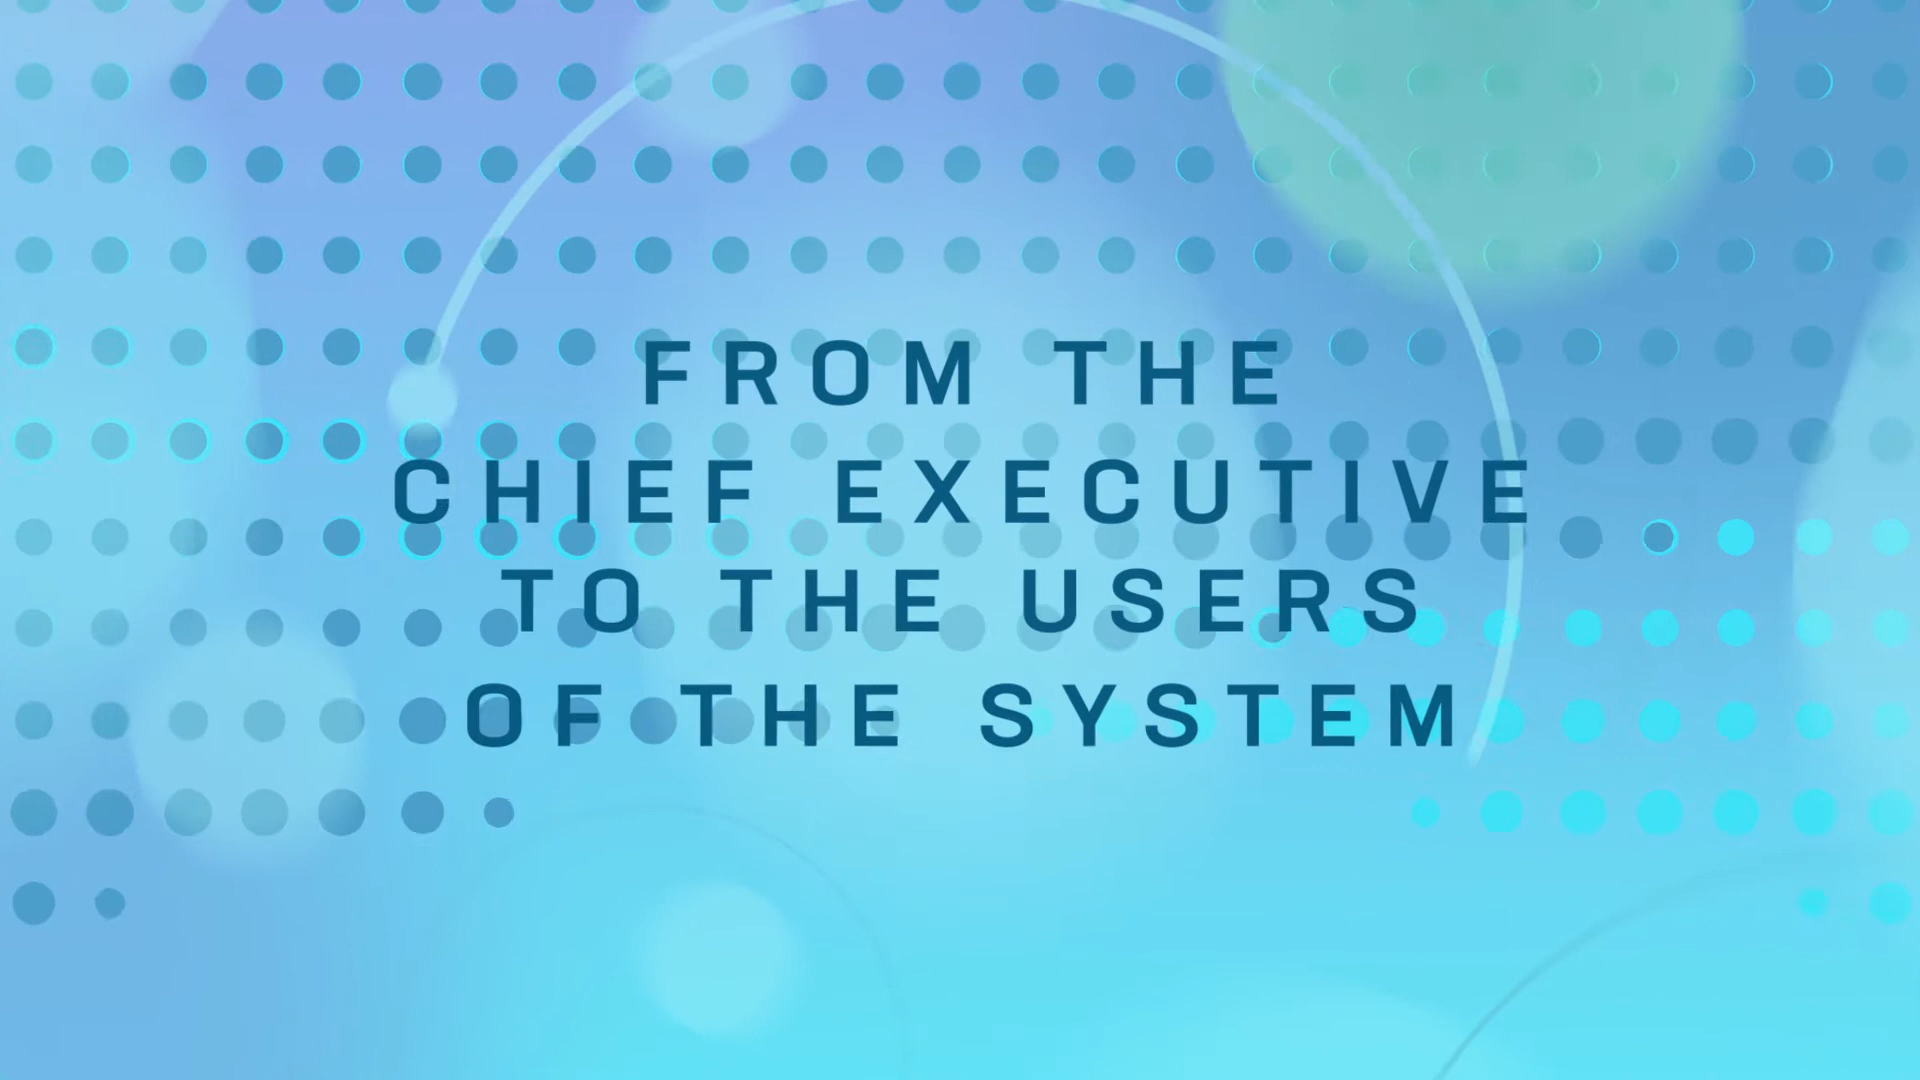 FROM THE
CHIEF EXECUTIVE
TO THE USERS
OF THE SYSTEM